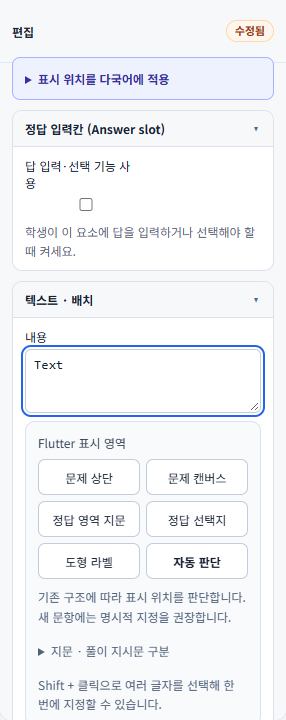 편집
수정됨
▶ 표시 위치를 다국어에 적용
정답 입력칸 (Answer slot)
▼
답 입력·선택 기능 사
용
학생이 이 요소에 답을 입력하거나 선택해야 할
때 켜세요.
텍스트 · 배치
▼
내용
Text
Flutter 표시 영역
문제 상단
문제 캔버스
정답 영역 지문
정답 선택지
도형 라벨
자동 판단
기존 구조에 따라 표시 위치를 판단합니다.
새 문항에는 명시적 지정을 권장합니다.
▶ 지문 · 풀이 지시문 구분
Shift + 클릭으로 여러 글자를 선택해 한
번에 지정할 수 있습니다.